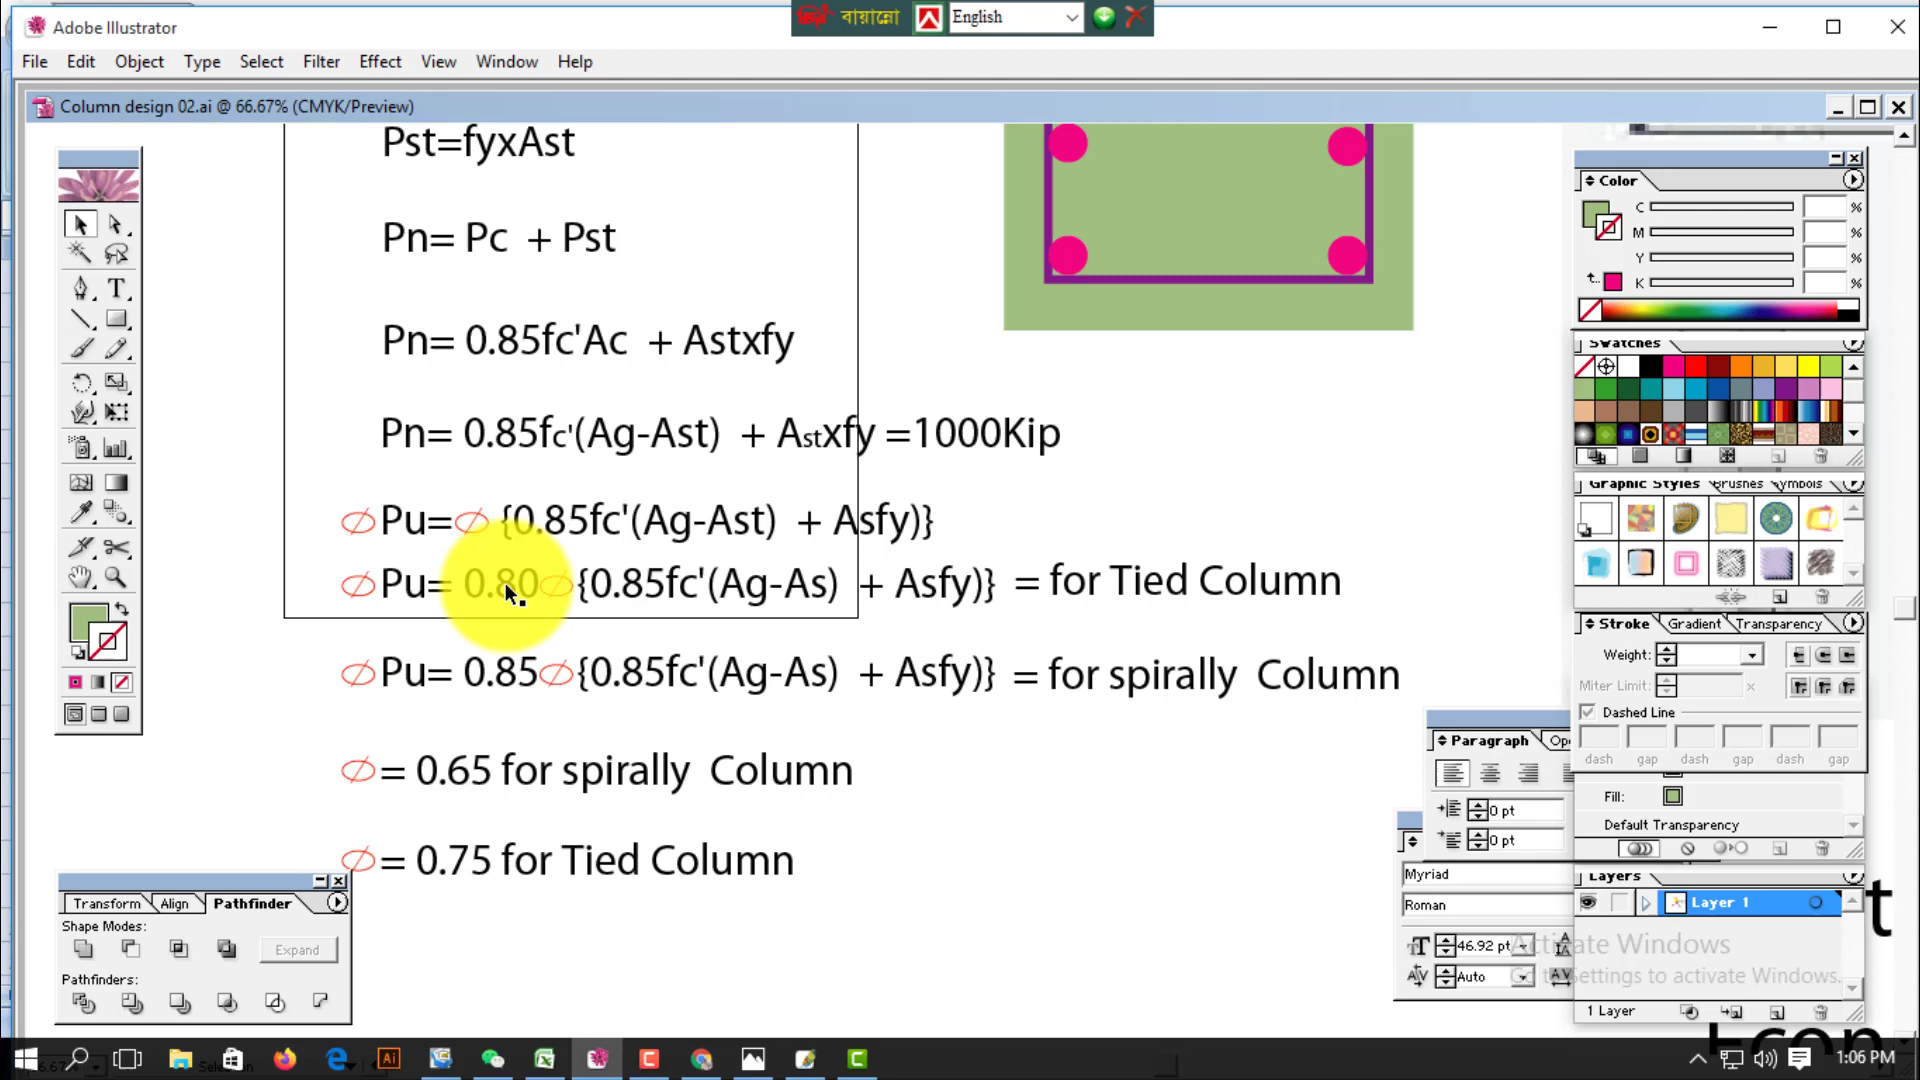 বায়ান্নো English
Adobe Illustrator
File Edit Object Type Select Filter Effect View Window Help
Column design 02.ai @ 66.67% (CMYK/Preview)
Pst=fyxAst
Pn= Pc + Pst
Pn= 0.85fc'Ac + Astxfy
Pn= 0.85fc'(Ag-Ast) + Astxfy =1000Kip
∅Pu=∅ {0.85fc'(Ag-Ast) + Asfy)}
∅Pu= 0.80∅{0.85fc'(Ag-As) + Asfy)} = for Tied Column
∅Pu= 0.85∅{0.85fc'(Ag-As) + Asfy)} = for spirally Column
∅= 0.65 for spirally Column
∅= 0.75 for Tied Column
Transform Align Pathfinder
Shape Modes:
Expand
Pathfinders:
Color
C %
M %
Y %
K %
Swatches
Graphic Styles Brushes Symbols
Stroke Gradient Transparency
Weight:
Miter Limit: x
Dashed Line
dash gap dash gap dash gap
Paragraph Op
0 pt
0 pt
Fill:
Default Transparency
Myriad
Roman
46.92 pt
Auto
Layers
Layer 1
1 Layer
t
Econ
Activate Windows
Go to Settings to activate Windows.
1:06 PM